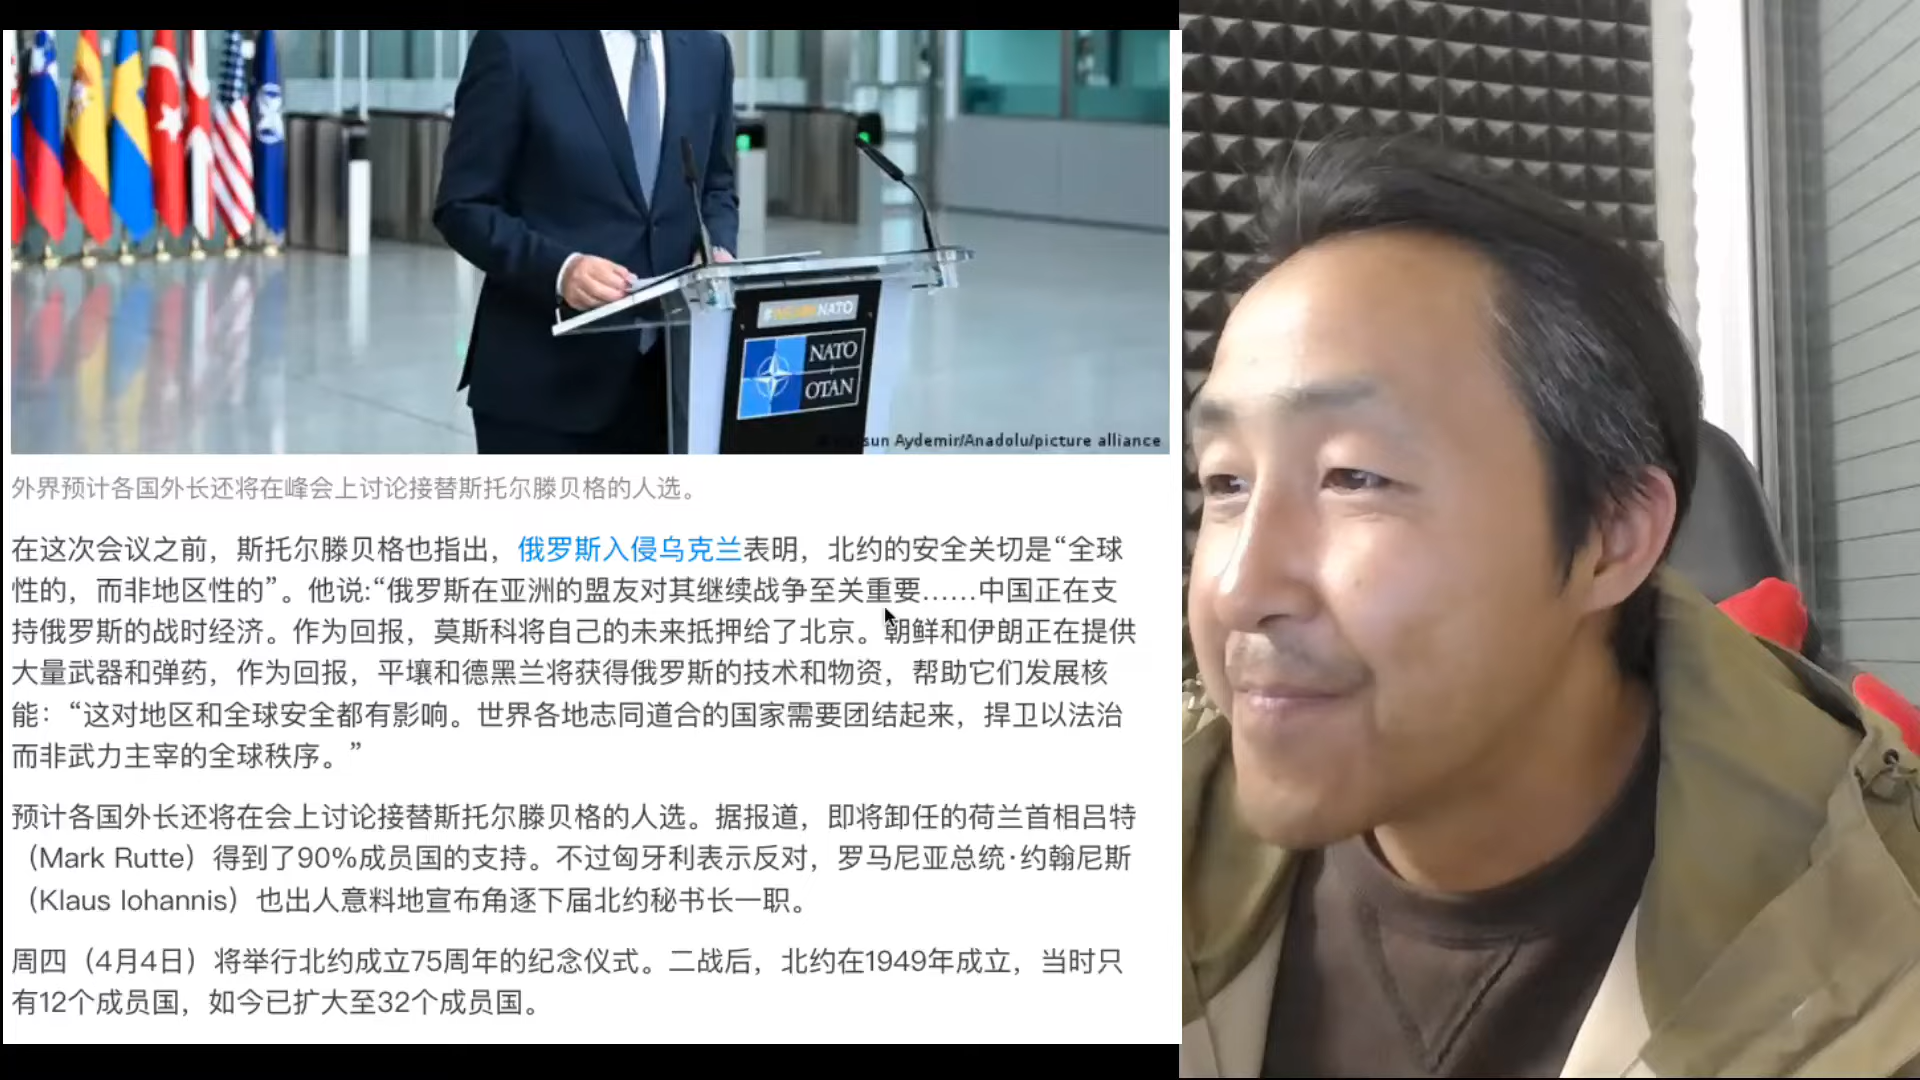 NATO
NATO
OTAN
sun Aydemir/Anadolu/picture alliance
外界预计各国外长还将在峰会上讨论接替斯托尔滕贝格的人选。
在这次会议之前，斯托尔滕贝格也指出，俄罗斯入侵乌克兰表明，北约的安全关切是“全球
性的，而非地区性的”。他说:“俄罗斯在亚洲的盟友对其继续战争至关重要……中国正在支
持俄罗斯的战时经济。作为回报，莫斯科将自己的未来抵押给了北京。朝鲜和伊朗正在提供
大量武器和弹药，作为回报，平壤和德黑兰将获得俄罗斯的技术和物资，帮助它们发展核
能：“这对地区和全球安全都有影响。世界各地志同道合的国家需要团结起来，捍卫以法治
而非武力主宰的全球秩序。”
预计各国外长还将在会上讨论接替斯托尔滕贝格的人选。据报道，即将卸任的荷兰首相吕特
（Mark Rutte）得到了90%成员国的支持。不过匈牙利表示反对，罗马尼亚总统·约翰尼斯
（Klaus Iohannis）也出人意料地宣布角逐下届北约秘书长一职。
周四（4月4日）将举行北约成立75周年的纪念仪式。二战后，北约在1949年成立，当时只
有12个成员国，如今已扩大至32个成员国。